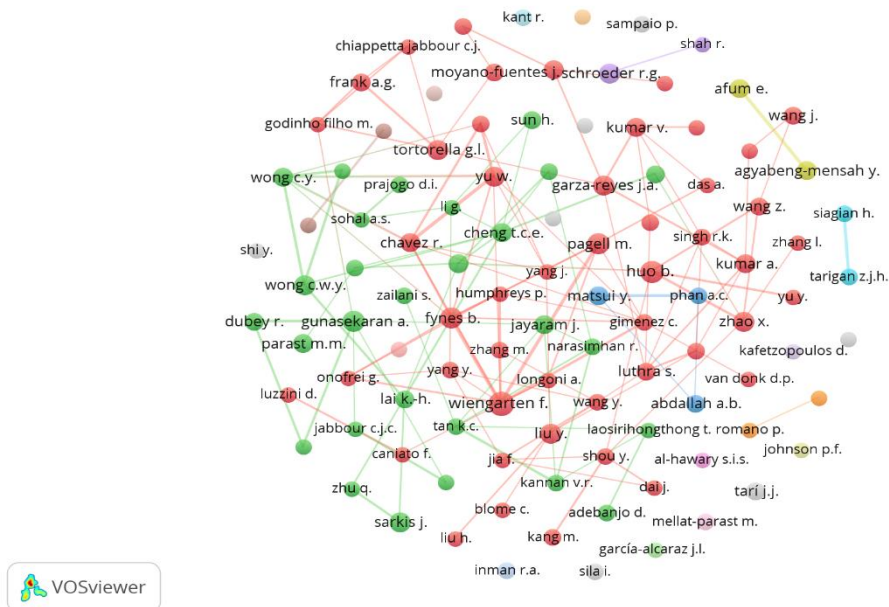 kant r.
sampaio p.
chiappetta jabbour c.j.
shah r.
moyano-fuentes j.
schroeder r.g.
frank a.g.
afum e.
godinho filho m.
sun h.
kumar v.
wang j.
tortorella g.l.
wong c.y.
prajogo d.i.
yu w.
garza-reyes j.a.
das a.
agyabeng-mensah y.
li g.
sohal a.s.
cheng t.c.e.
wang z.
siagian h.
shi y.
chavez r.
pagell m.
singh r.k.
zhang l.
yang j.
huo b.
kumar a.
tarigan z.j.h.
wong c.w.y.
zailani s.
humphreys p.
matsui y.
phan a.c.
yu y.
dubey r.
gunasekaran a.
fynes b.
jayaram j.
gimenez c.
zhao x.
parast m.m.
zhang m.
narasimhan r.
kafetzopoulos d.
onofrei g.
yang y.
longoni a.
luthra s.
van donk d.p.
luzzini d.
lai k.-h.
wiengarten f.
wang y.
abdallah a.b.
jabbour c.j.c.
tan k.c.
liu y.
laosirihongthong t.
romano p.
caniato f.
jia f.
shou y.
al-hawary s.i.s.
johnson p.f.
zhu q.
kannan v.r.
dai j.
tarí j.j.
sarkis j.
blome c.
adebanjo d.
mellat-parast m.
liu h.
kang m.
garcía-alcaraz j.l.
inman r.a.
sila i.
VOSviewer